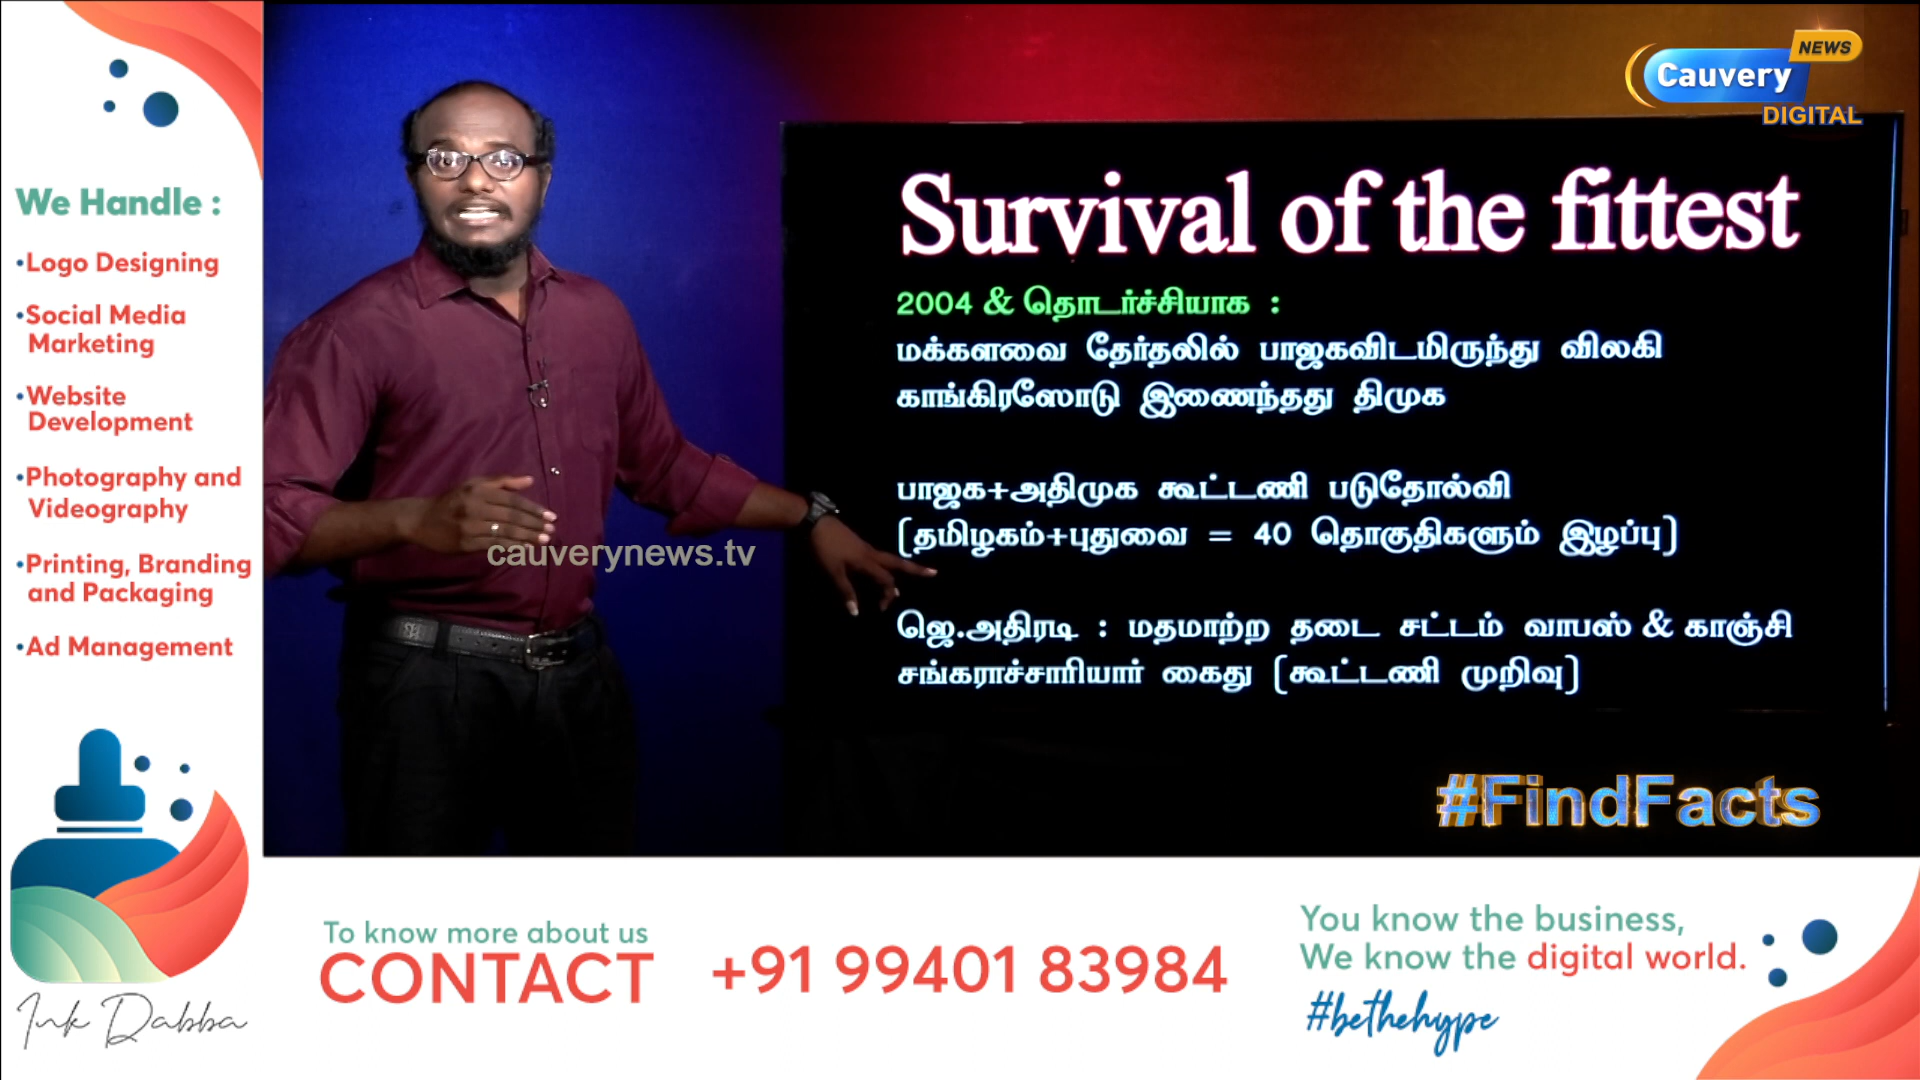 We Handle :
•Logo Designing
•Social Media
Marketing
•Website
Development
•Photography and
Videography
•Printing, Branding
and Packaging
•Ad Management
Ink Dabba
Cauvery NEWS
DIGITAL
Survival of the fittest
2004 & தொடர்ச்சியாக :
மக்களவை தேர்தலில் பாஜகவிடமிருந்து விலகி
காங்கிரஸோடு இணைந்தது திமுக
பாஜக+அதிமுக கூட்டணி படுதோல்வி
(தமிழகம்+புதுவை = 40 தொகுதிகளும் இழப்பு)
ஜெ.அதிரடி : மதமாற்ற தடை சட்டம் வாபஸ் & காஞ்சி
சங்கராச்சாரியார் கைது (கூட்டணி முறிவு)
cauverynews.tv
#FindFacts
To know more about us
CONTACT
+91 99401 83984
You know the business,
We know the digital world.
#bethehype